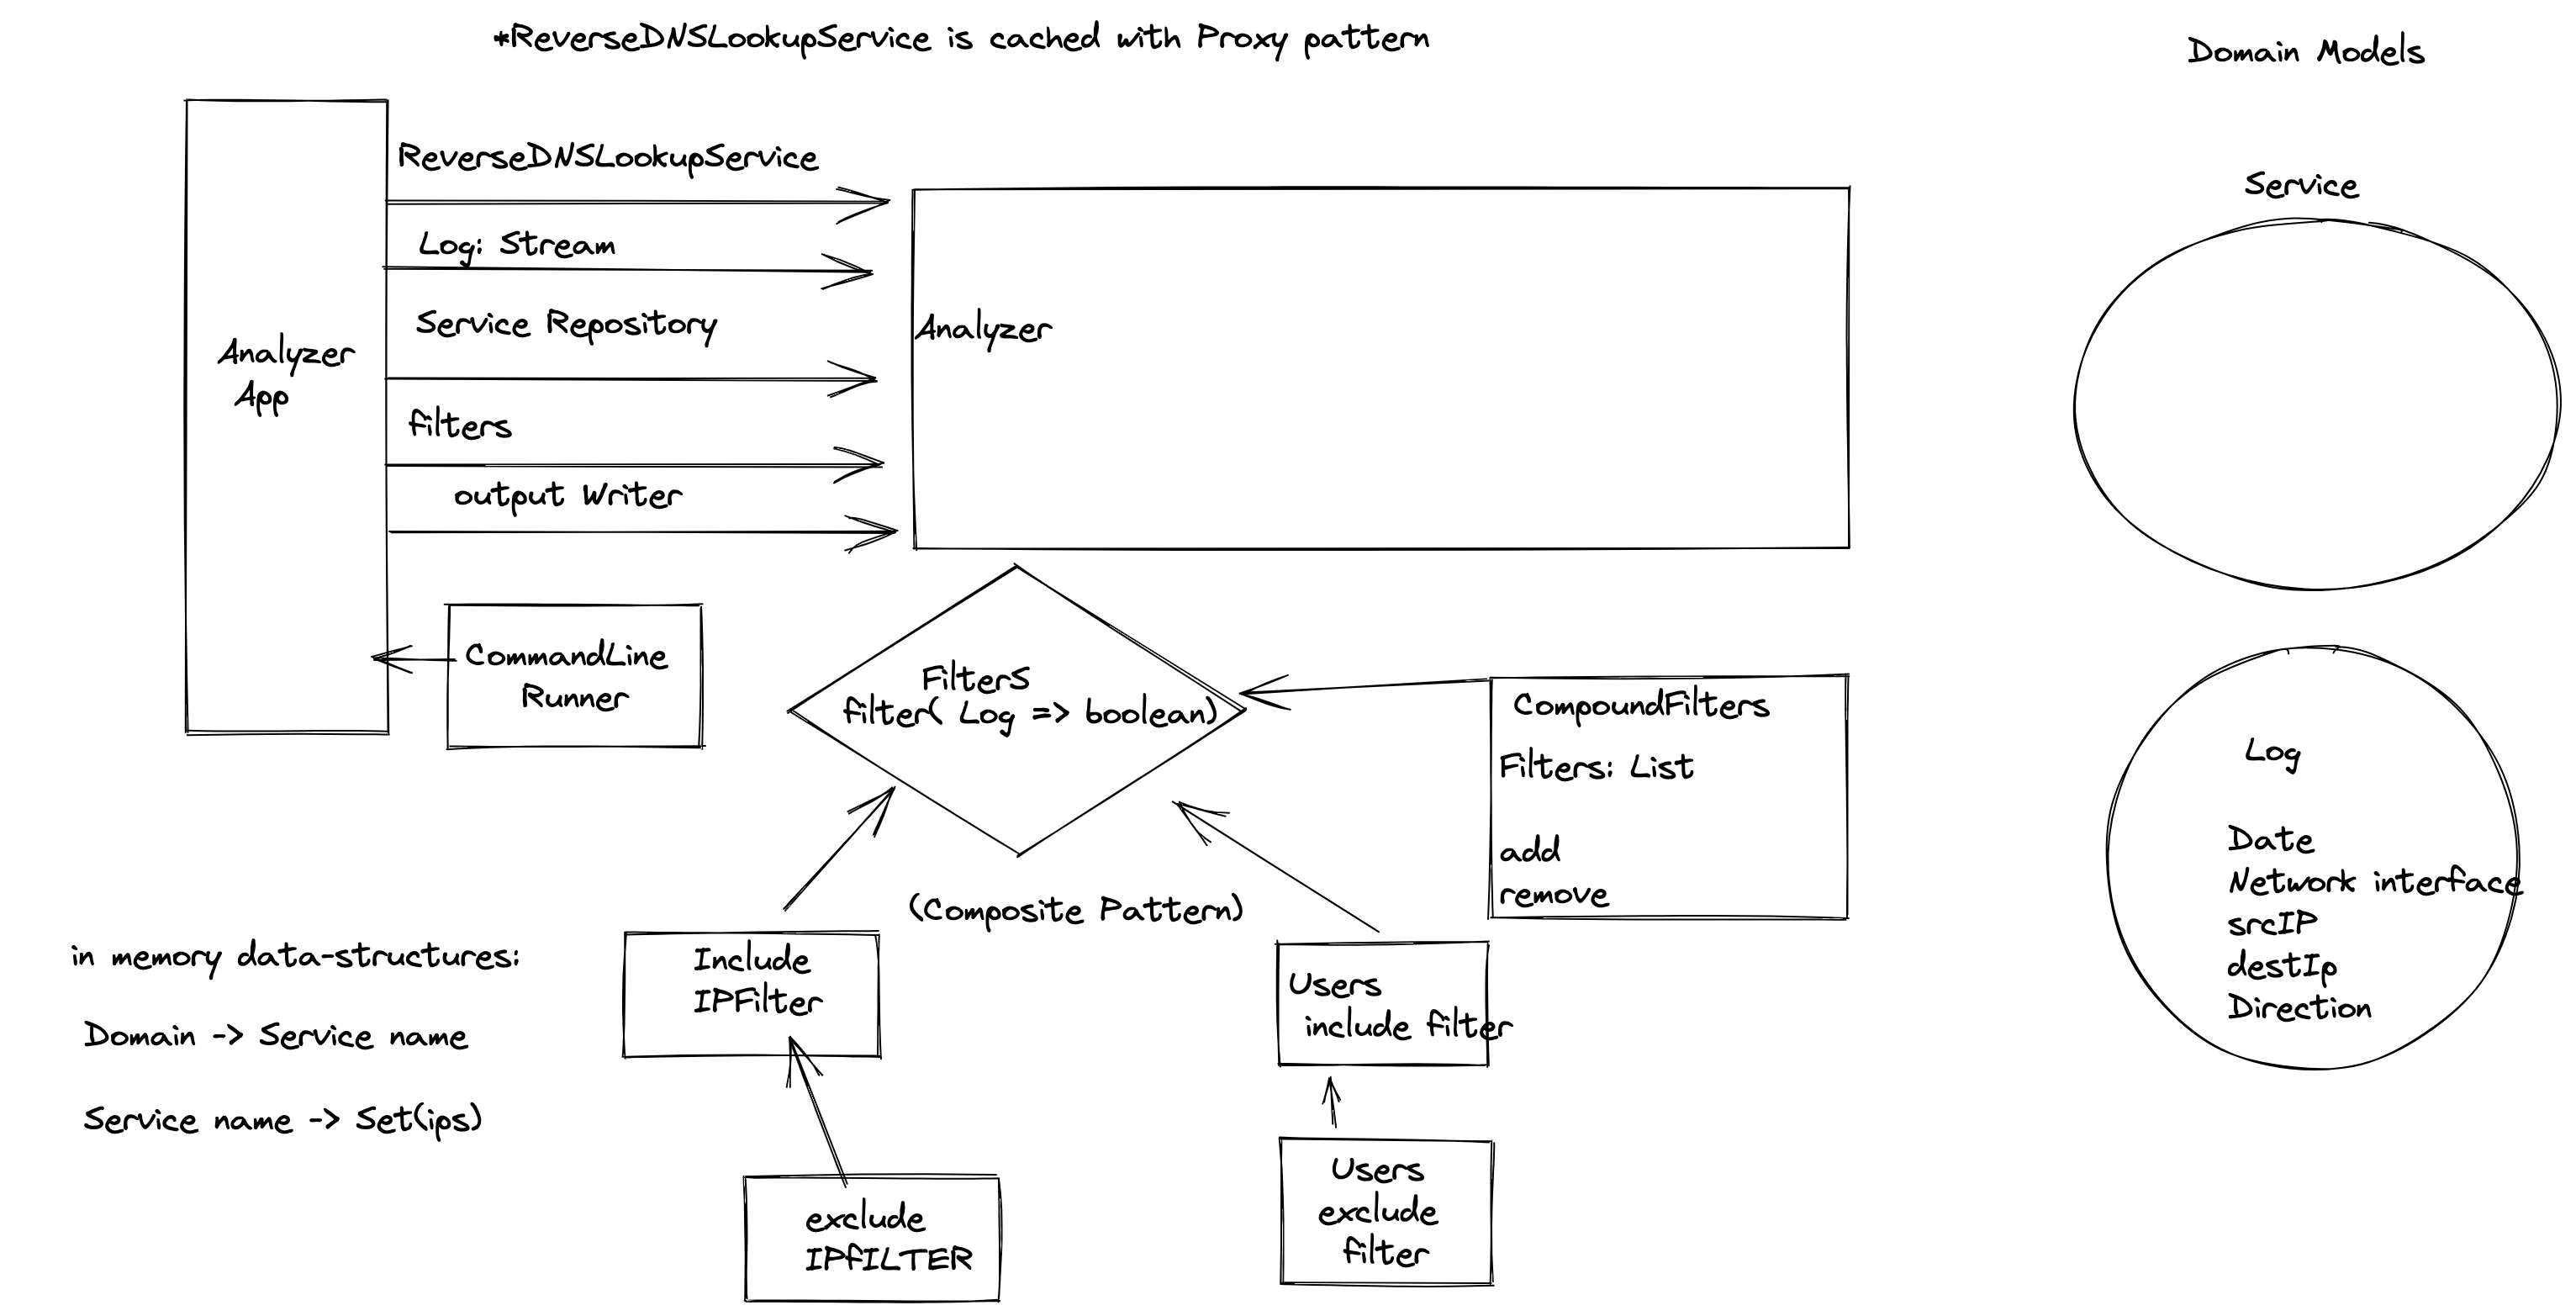 *ReverseDNSLookupService is cached with Proxy pattern
Domain Models
ReverseDNSLookupService
Log: Stream
Service Repository
filters
output Writer
Analyzer
App
Analyzer
Service
CommandLine
Runner
Filters
filter( Log => boolean)
CompoundFilters
Filters: List
add
remove
Log
Date
Network interface
srcIP
destIp
Direction
(Composite Pattern)
in memory data-structures:
Domain -> Service name
Service name -> Set(ips)
Include
IPFilter
Users
include filter
exclude
IPfILTER
Users
exclude
filter